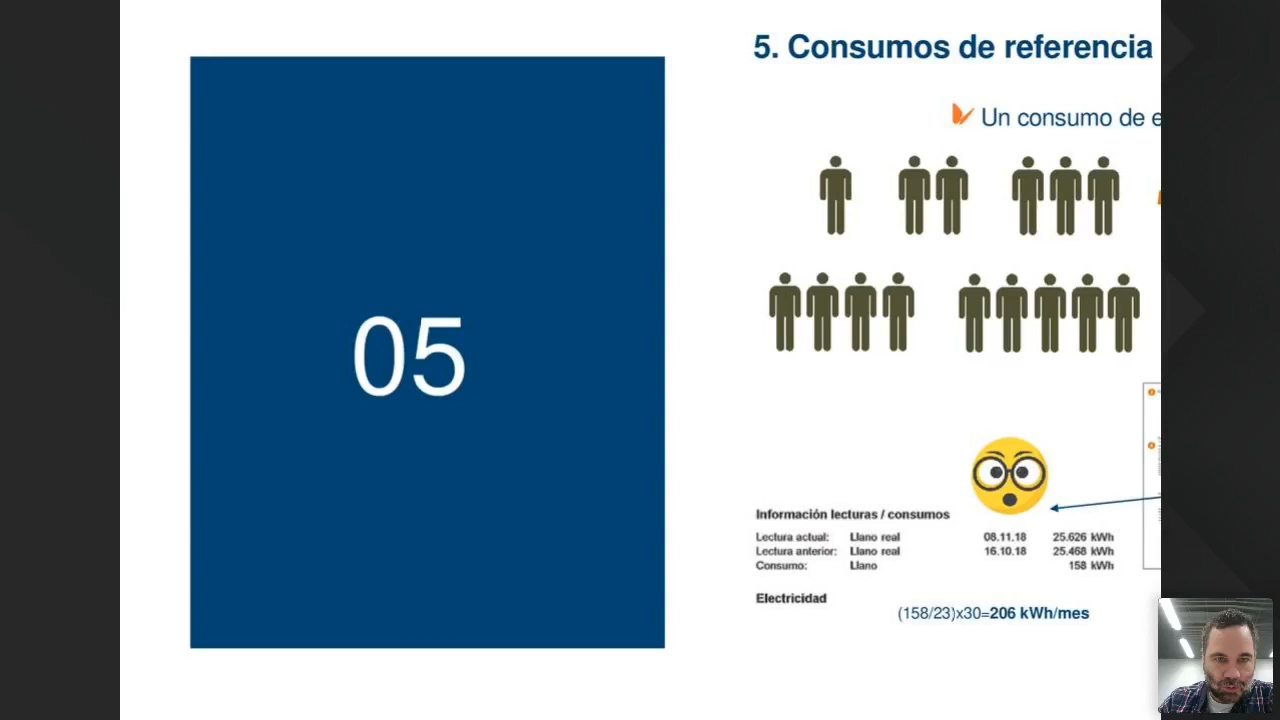 05
5. Consumos de referencia
Un consumo de e
Información lecturas / consumos
Lectura actual: Llano real 08.11.18 25.626 kWh
Lectura anterior: Llano real 16.10.18 25.468 kWh
Consumo: Llano 158 kWh
Electricidad
(158/23)x30=206 kWh/mes